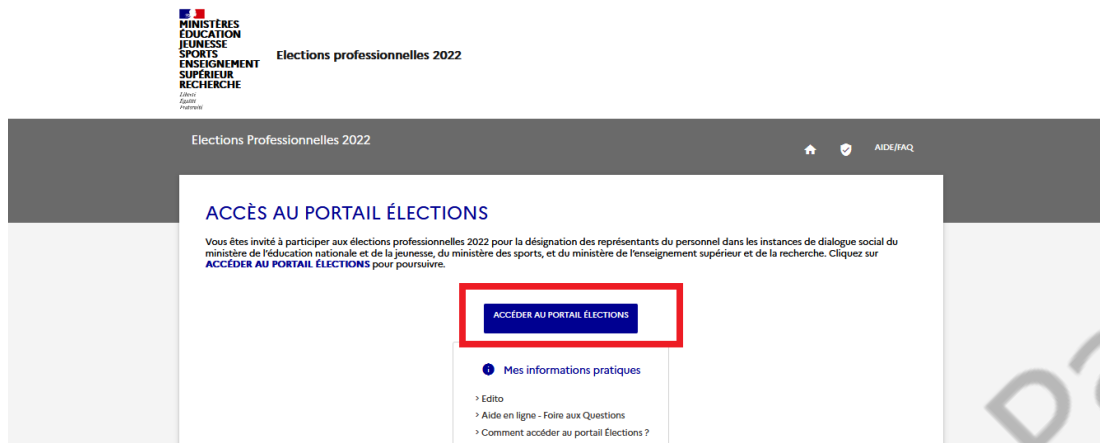 MINISTÈRES
ÉDUCATION
JEUNESSE
SPORTS
ENSEIGNEMENT
SUPÉRIEUR
RECHERCHE
Liberté
Égalité
Fraternité
Elections professionnelles 2022
Elections Professionnelles 2022
AIDE/FAQ
ACCÈS AU PORTAIL ÉLECTIONS
Vous êtes invité à participer aux élections professionnelles 2022 pour la désignation des représentants du personnel dans les instances de dialogue social du
ministère de l'éducation nationale et de la jeunesse, du ministère des sports, et du ministère de l'enseignement supérieur et de la recherche. Cliquez sur
ACCÉDER AU PORTAIL ÉLECTIONS pour poursuivre.
ACCÉDER AU PORTAIL ÉLECTIONS
Mes informations pratiques
> Edito
> Aide en ligne - Foire aux Questions
> Comment accéder au portail Élections ?